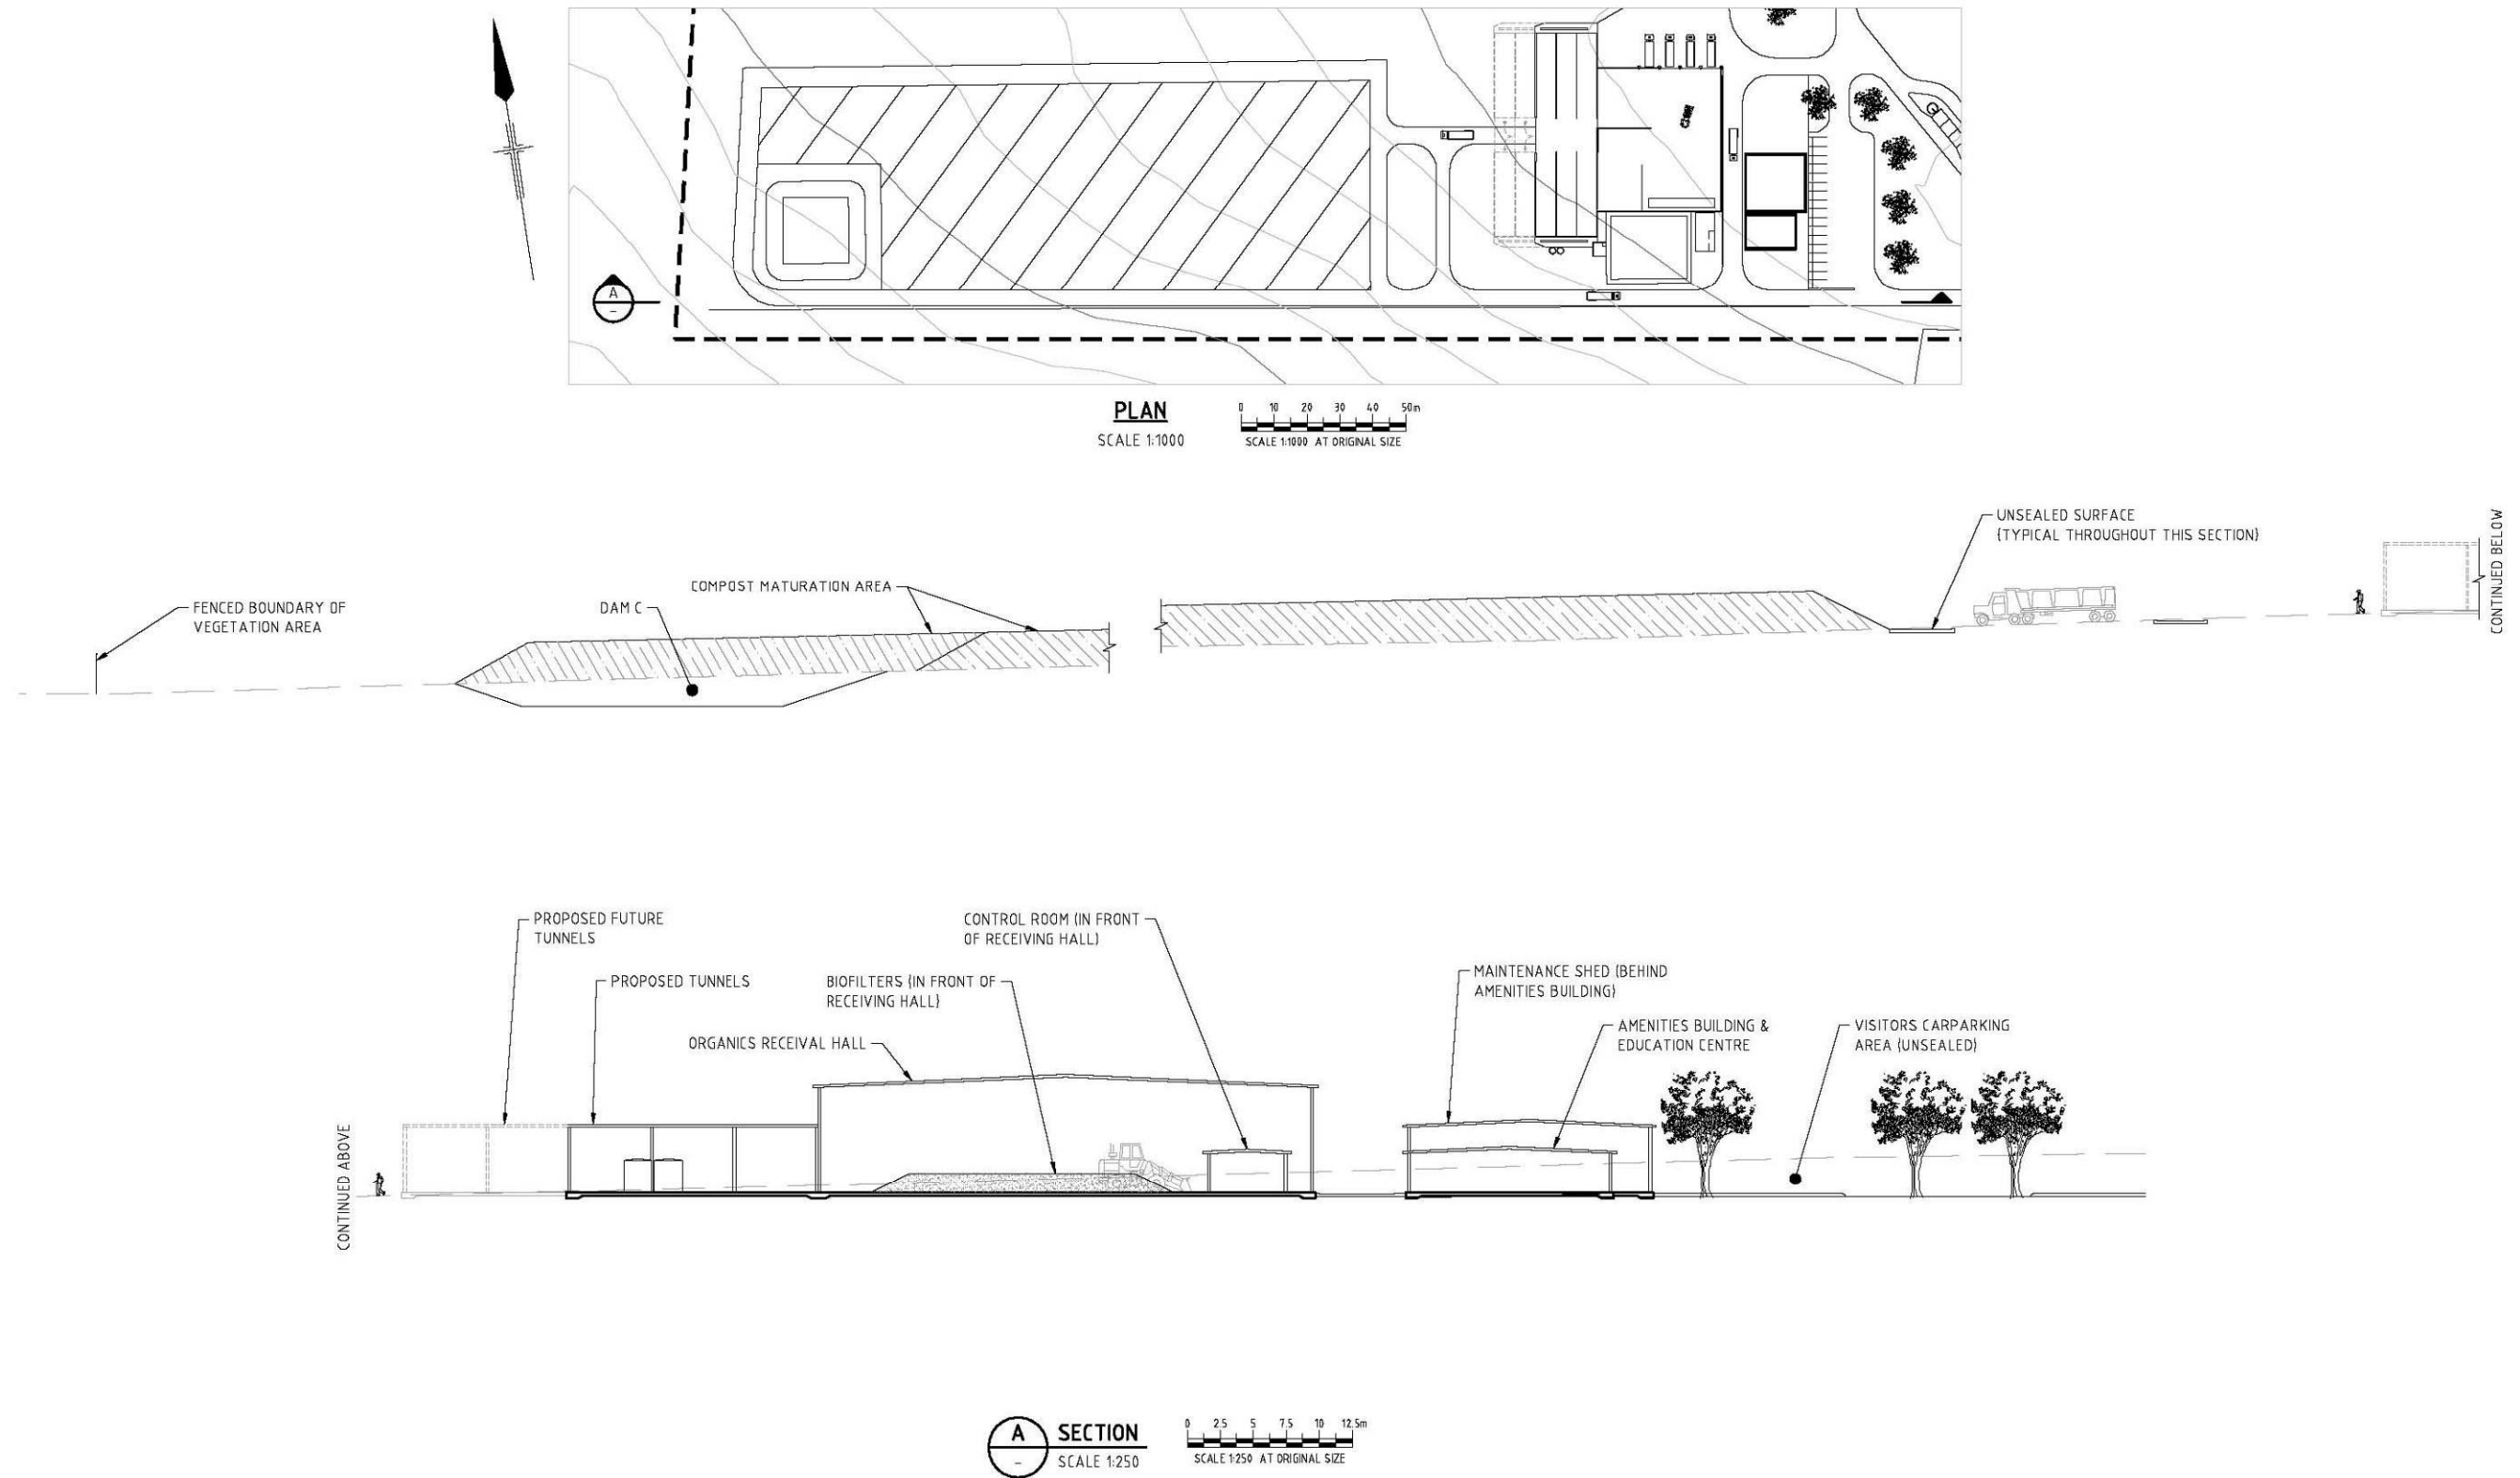 A
-
PLAN
SCALE 1:1000
0 10 20 30 40 50m
SCALE 1:1000 AT ORIGINAL SIZE
FENCED BOUNDARY OF
VEGETATION AREA
DAM C
COMPOST MATURATION AREA
UNSEALED SURFACE
(TYPICAL THROUGHOUT THIS SECTION)
CONTINUED BELOW
CONTINUED ABOVE
PROPOSED FUTURE
TUNNELS
PROPOSED TUNNELS
ORGANICS RECEIVAL HALL
BIOFILTERS (IN FRONT OF
RECEIVING HALL)
CONTROL ROOM (IN FRONT
OF RECEIVING HALL)
MAINTENANCE SHED (BEHIND
AMENITIES BUILDING)
AMENITIES BUILDING &
EDUCATION CENTRE
VISITORS CARPARKING
AREA (UNSEALED)
A
-
SECTION
SCALE 1:250
0 2.5 5 7.5 10 12.5m
SCALE 1:250 AT ORIGINAL SIZE